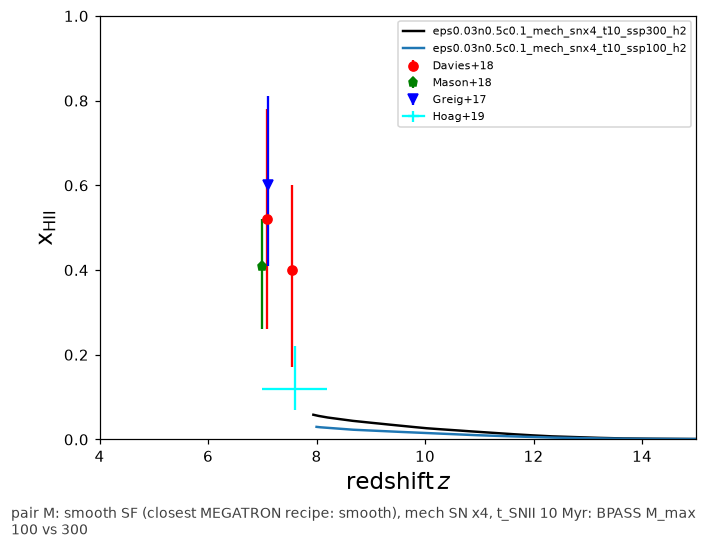 1.0
0.8
0.6
0.4
0.2
0.0
xHII
4
6
8
10
12
14
redshift z
eps0.03n0.5c0.1_mech_snx4_t10_ssp300_h2
eps0.03n0.5c0.1_mech_snx4_t10_ssp100_h2
Davies+18
Mason+18
Greig+17
Hoag+19
pair M: smooth SF (closest MEGATRON recipe: smooth), mech SN x4, t_SNII 10 Myr: BPASS M_max
100 vs 300